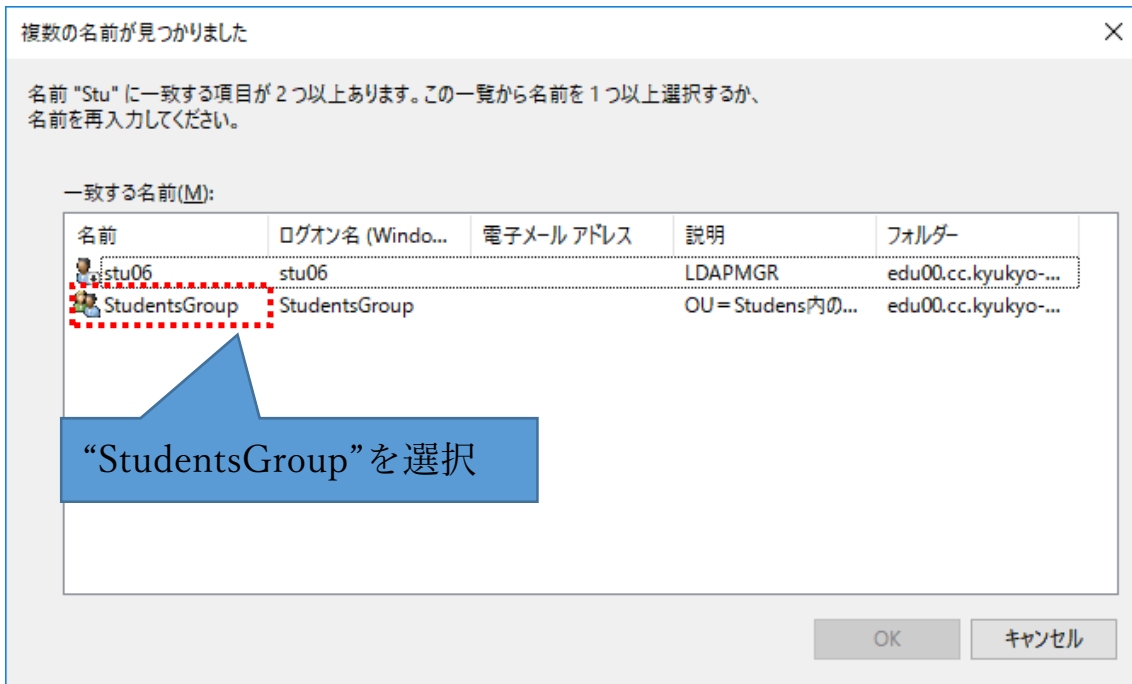 複数の名前が見つかりました
名前 "Stu" に一致する項目が 2 つ以上あります。この一覧から名前を 1 つ以上選択するか、
名前を再入力してください。
一致する名前(M):
名前 ログオン名 (Windo... 電子メール アドレス 説明 フォルダー
stu06 stu06 LDAPMGR edu00.cc.kyukyo-...
StudentsGroup StudentsGroup OU=Studens内の... edu00.cc.kyukyo-...
“StudentsGroup”を選択
OK キャンセル